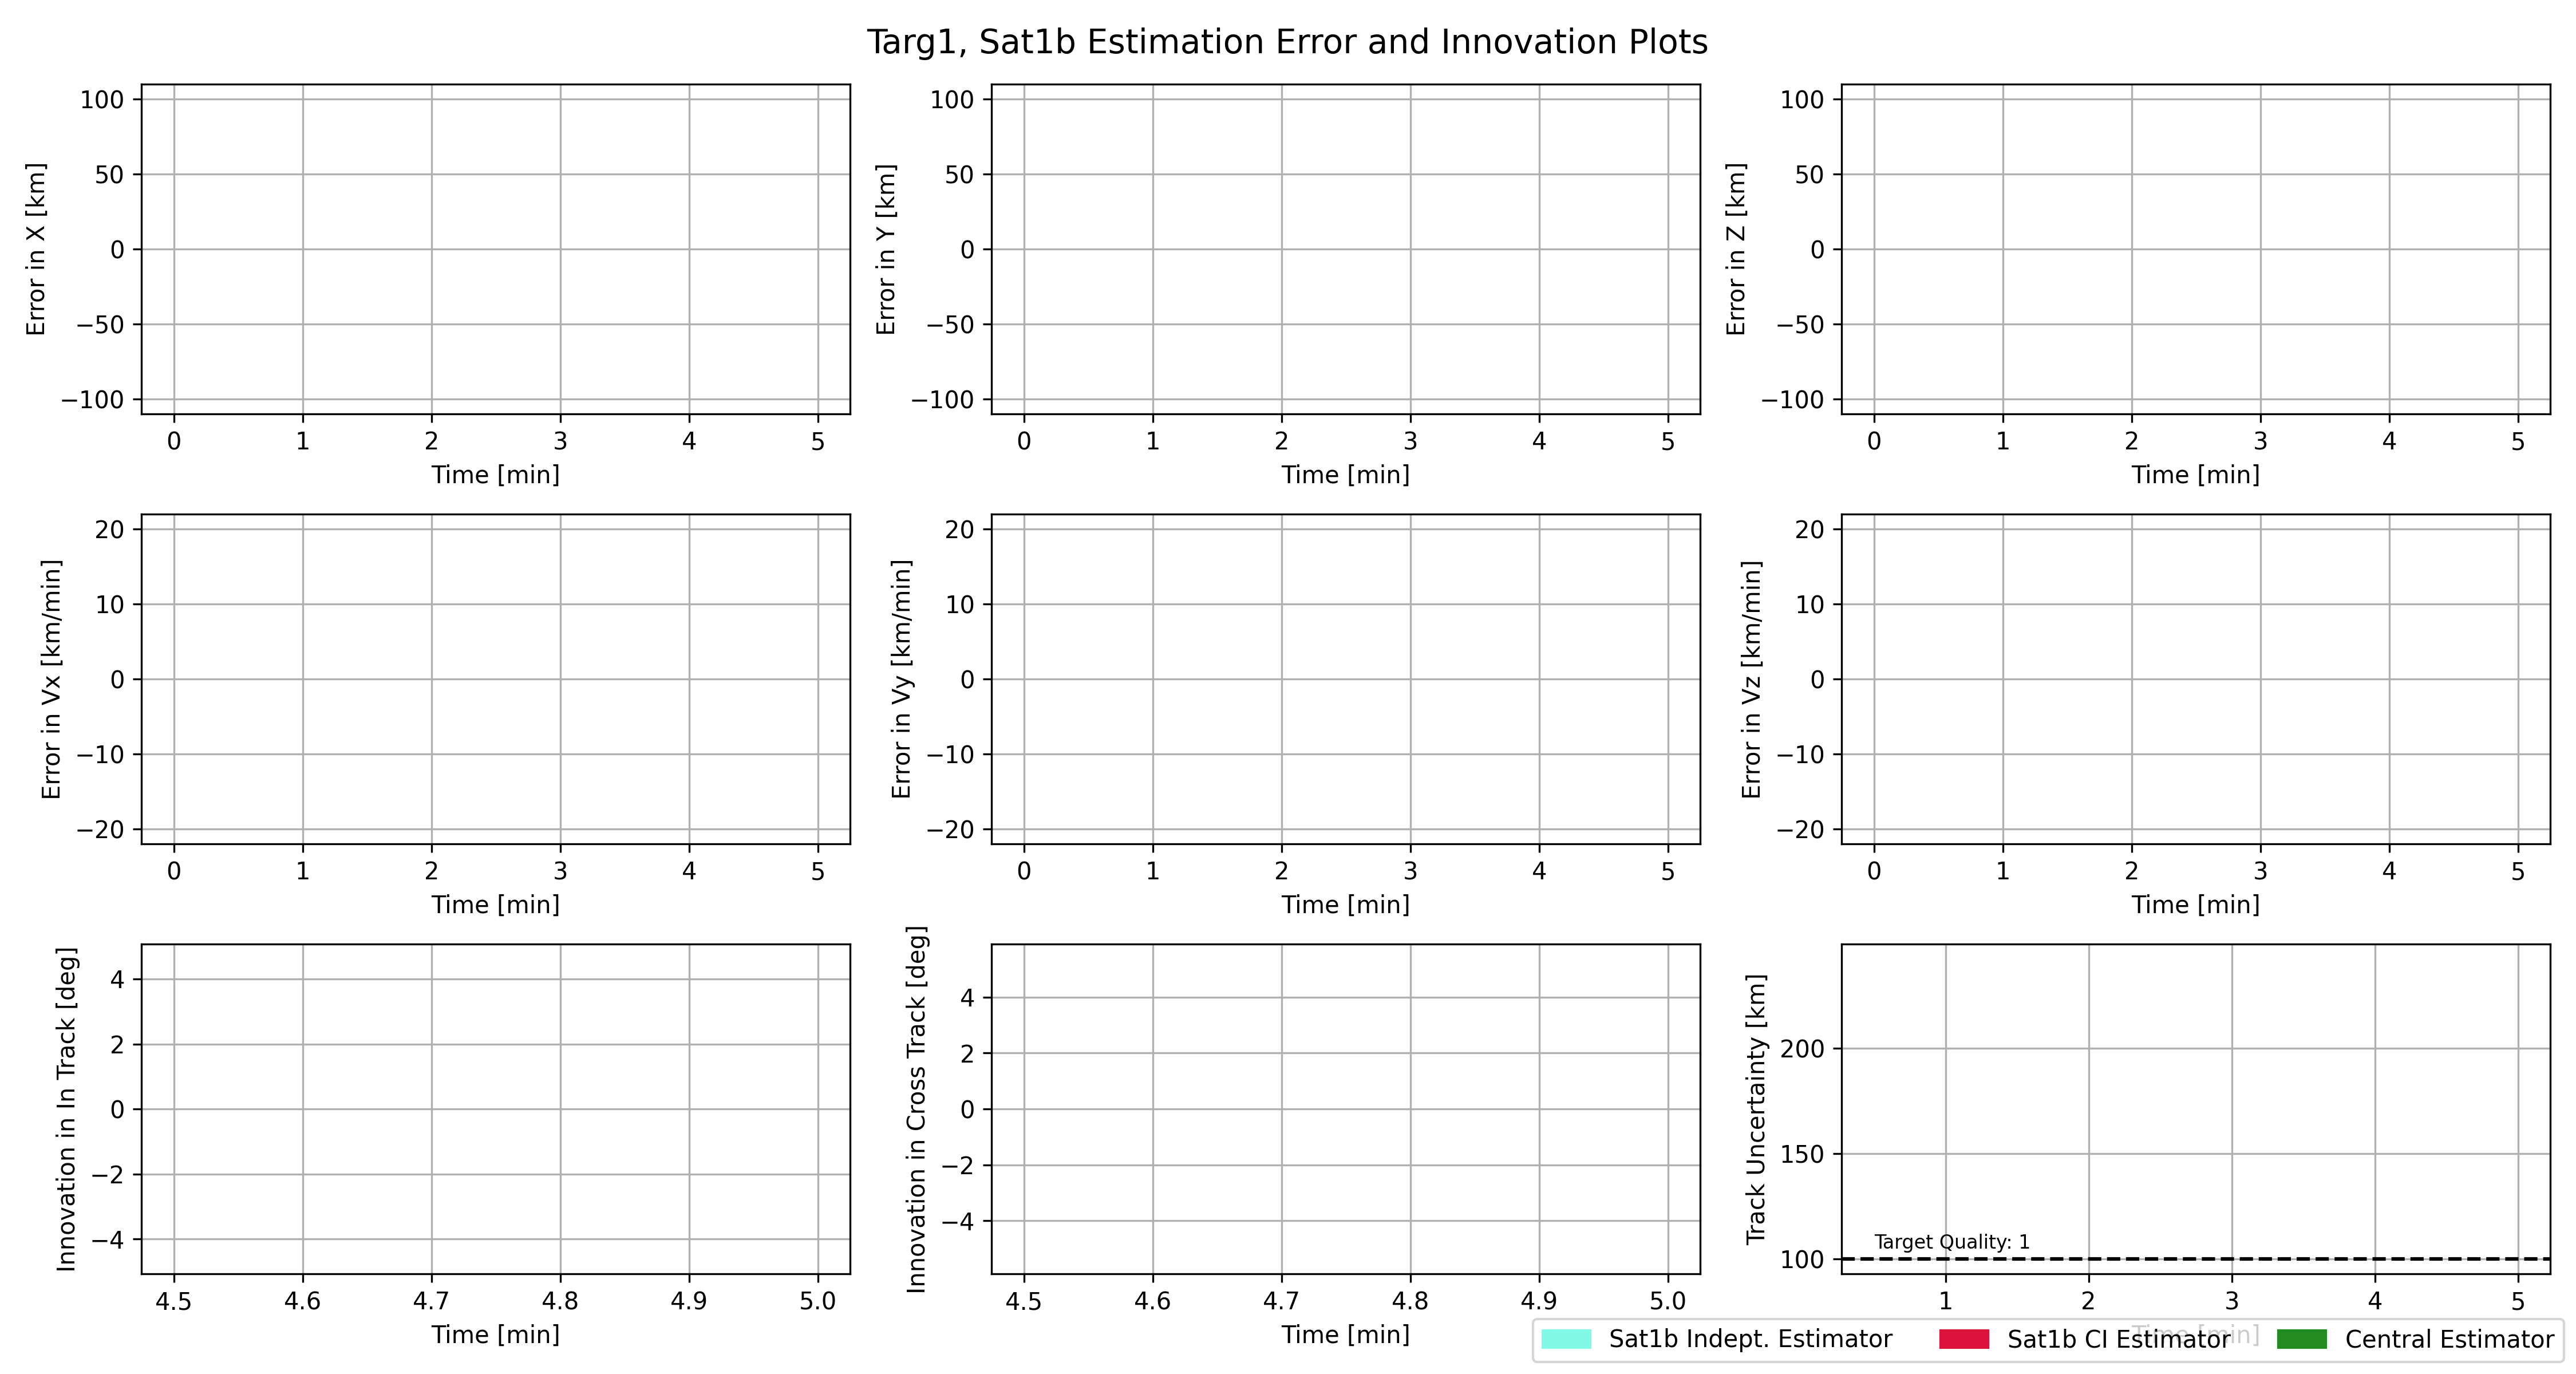 Targ1, Sat1b Estimation Error and Innovation Plots
Error in X [km]
100
50
0
−50
−100
0 1 2 3 4 5
Time [min]
Error in Y [km]
100
50
0
−50
−100
0 1 2 3 4 5
Time [min]
Error in Z [km]
100
50
0
−50
−100
0 1 2 3 4 5
Time [min]
Error in Vx [km/min]
20
10
0
−10
−20
0 1 2 3 4 5
Time [min]
Error in Vy [km/min]
20
10
0
−10
−20
0 1 2 3 4 5
Time [min]
Error in Vz [km/min]
20
10
0
−10
−20
0 1 2 3 4 5
Time [min]
Innovation in In Track [deg]
4
2
0
−2
−4
4.5 4.6 4.7 4.8 4.9 5.0
Time [min]
Innovation in Cross Track [deg]
4
2
0
−2
−4
4.5 4.6 4.7 4.8 4.9 5.0
Time [min]
Track Uncertainty [km]
200
150
100
Target Quality: 1
1 2 3 4 5
Time [min]
Sat1b Indept. Estimator Sat1b CI Estimator Central Estimator